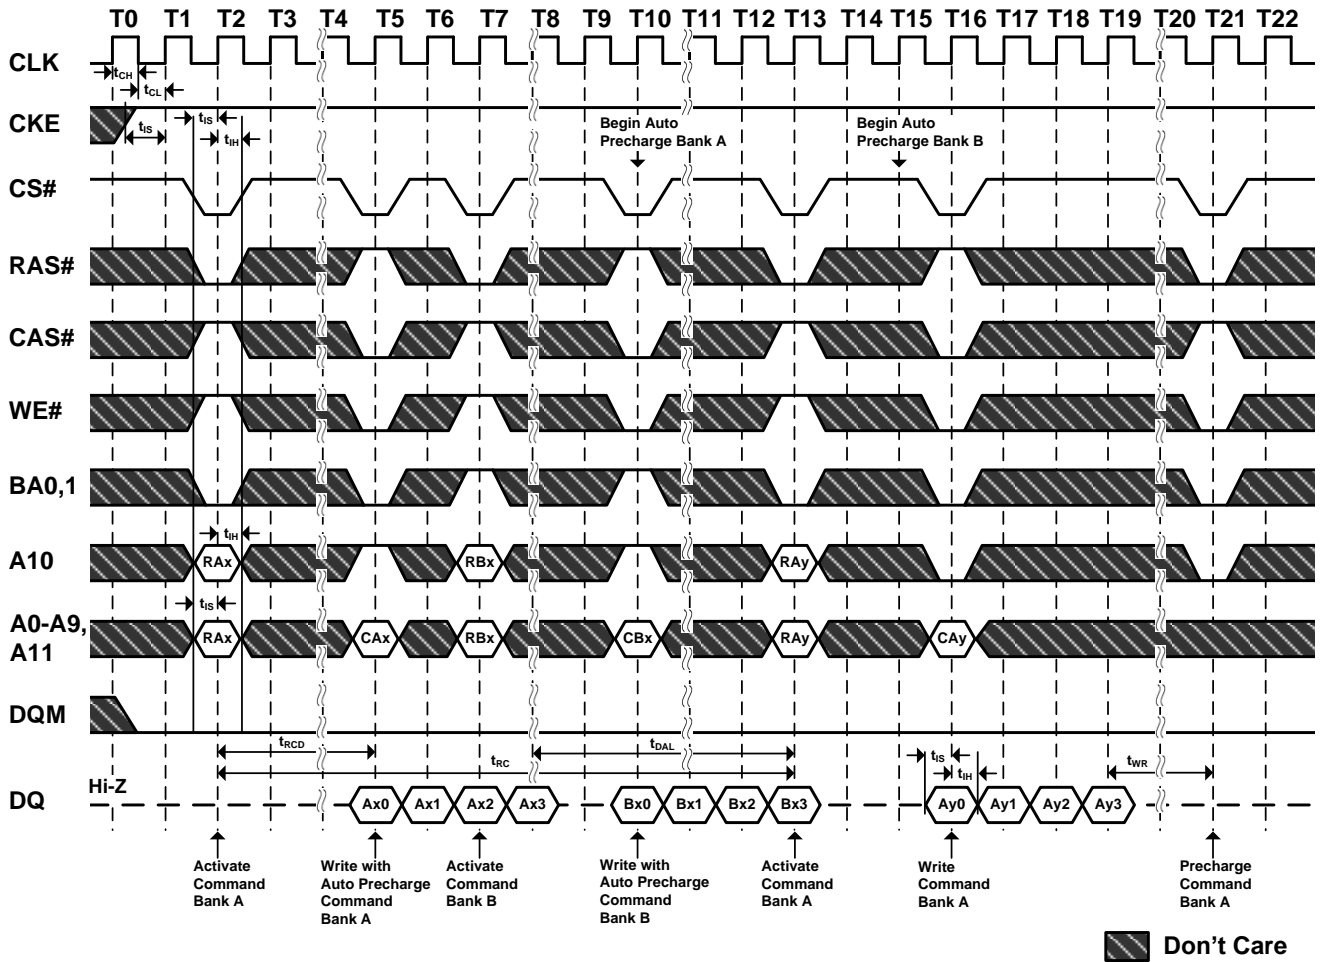 T0 T1 T2 T3 T4 T5 T6 T7 T8 T9 T10 T11 T12 T13 T14 T15 T16 T17 T18 T19 T20 T21 T22
CLK
tCH
tCL
CKE
tIS
tIS
tIH
Begin Auto
Precharge Bank A
Begin Auto
Precharge Bank B
CS#
RAS#
CAS#
WE#
BA0,1
tIH
A10
RAx RBx RAy
tIS
A0-A9,
A11
RAx CAx RBx CBx RAy CAy
DQM
tRCD
tDAL
tRC
tIS
tIH
tWR
Hi-Z
DQ
Ax0 Ax1 Ax2 Ax3 Bx0 Bx1 Bx2 Bx3 Ay0 Ay1 Ay2 Ay3
Activate
Command
Bank A
Write with
Auto Precharge
Command
Bank A
Activate
Command
Bank B
Write with
Auto Precharge
Command
Bank B
Activate
Command
Bank A
Write
Command
Bank A
Precharge
Command
Bank A
Don't Care